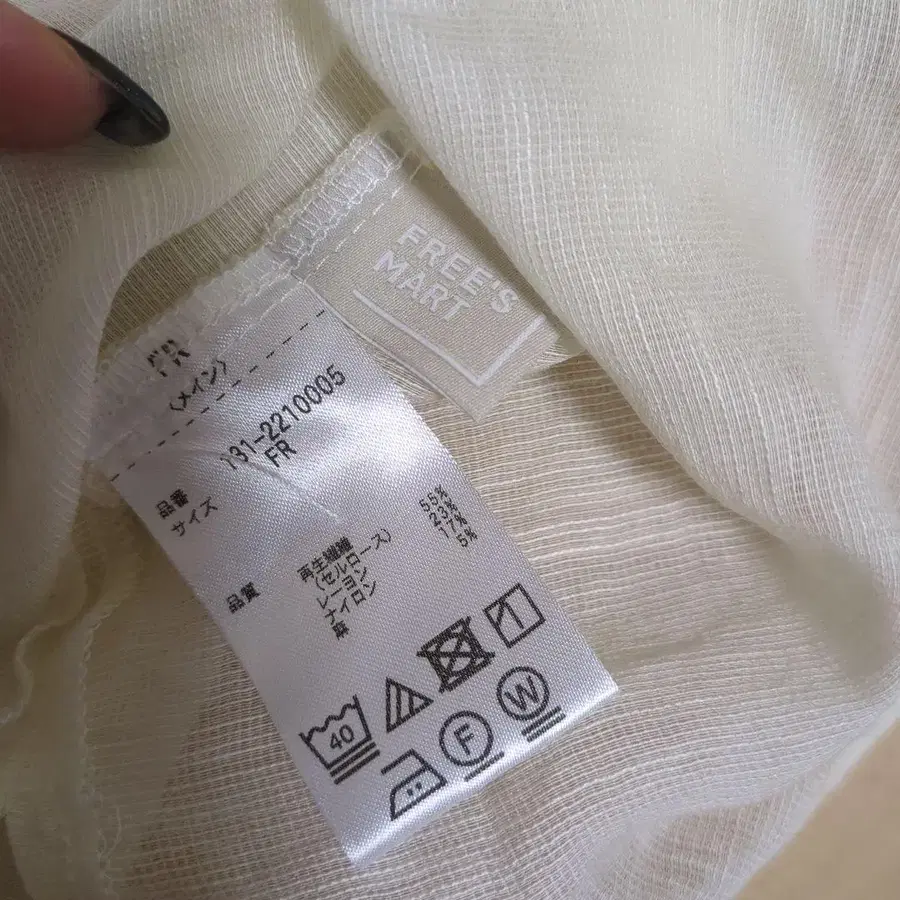 FREE'S
MART
FR
〈メイン〉
品番 131-2210005
サイズ FR
品質 再生繊維 55%
(セルロース)
レーヨン 23%
ナイロン 17%
麻 5%
40
F
W